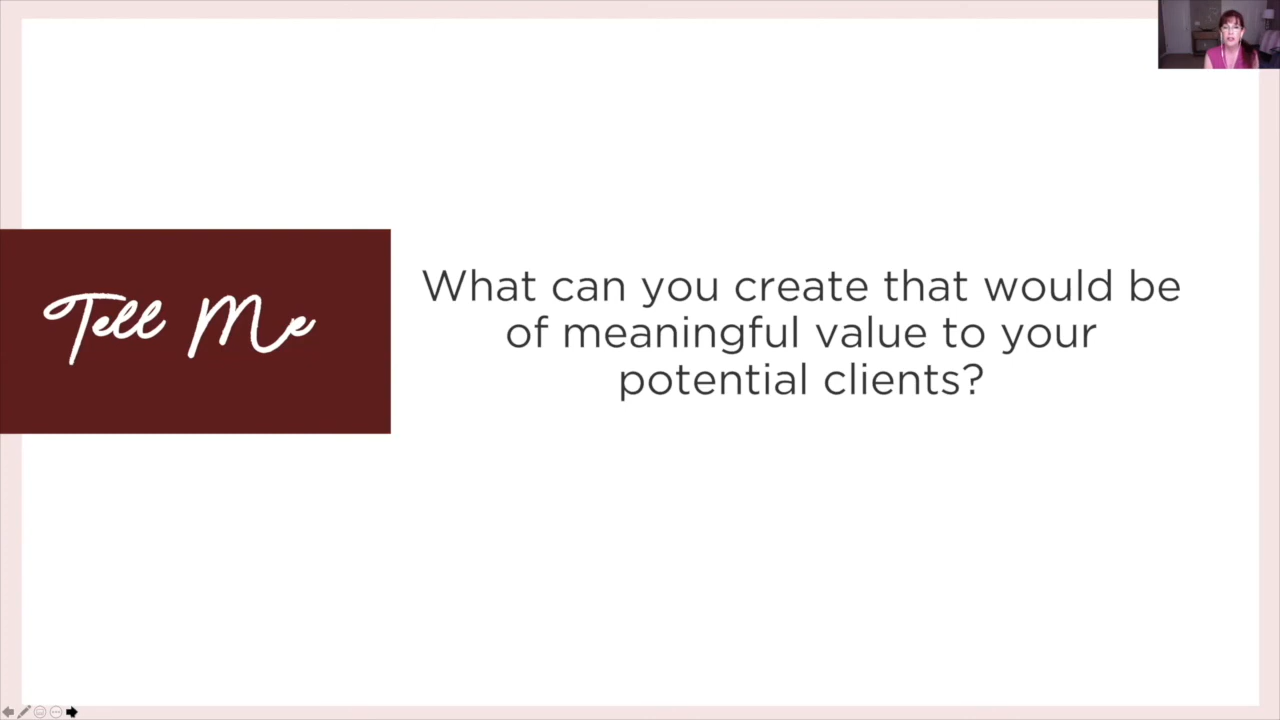 Tell Me
What can you create that would be
of meaningful value to your
potential clients?